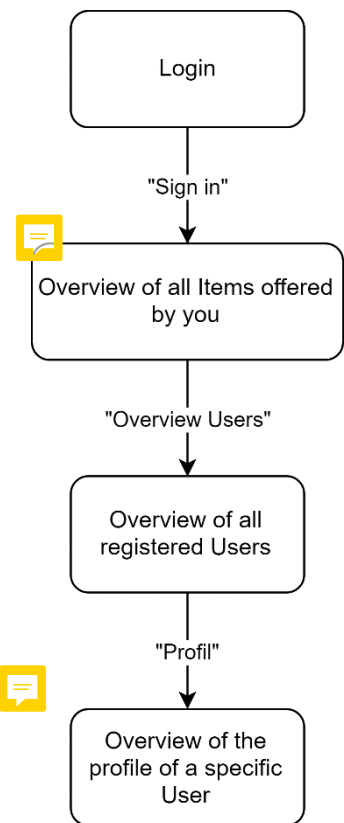 Login
"Sign in"
Overview of all Items offered
by you
"Overview Users"
Overview of all
registered Users
"Profil"
Overview of the
profile of a specific
User